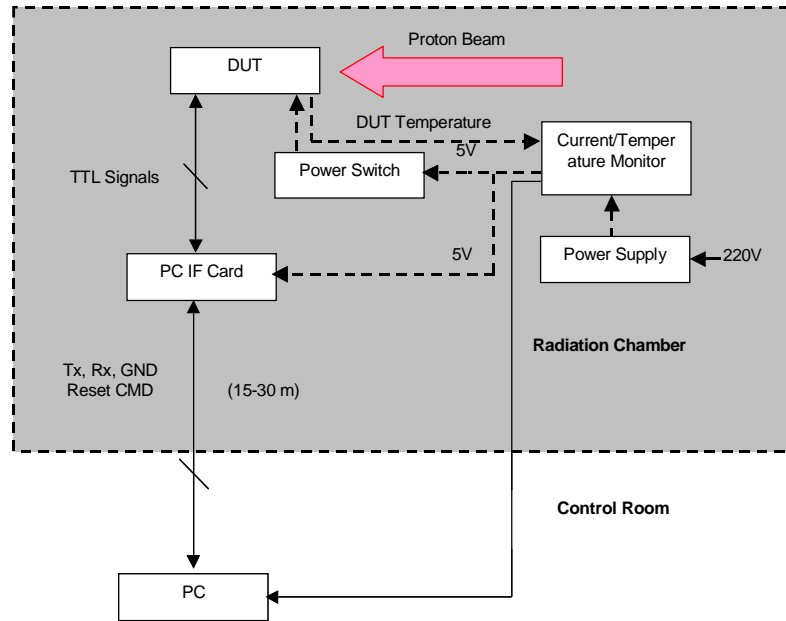 Proton Beam
DUT
DUT Temperature
Current/Temper
ature Monitor
5V
Power Switch
TTL Signals
5V
Power Supply
220V
PC IF Card
Radiation Chamber
Tx, Rx, GND
Reset CMD
(15-30 m)
Control Room
PC